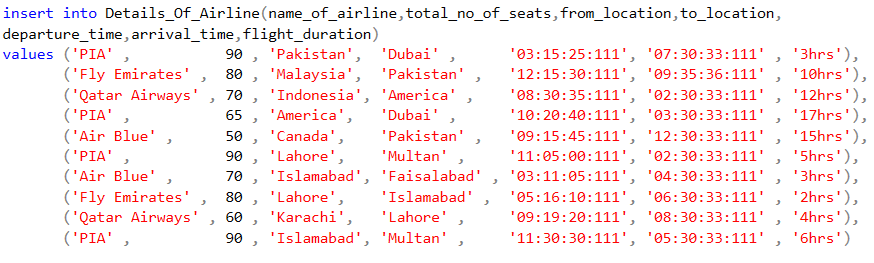 insert into Details_Of_Airline(name_of_airline,total_no_of_seats,from_location,to_location,
departure_time,arrival_time,flight_duration)
values ('PIA' , 90 , 'Pakistan', 'Dubai' , '03:15:25:111', '07:30:33:111' , '3hrs'),
('Fly Emirates' , 80 , 'Malaysia', 'Pakistan' , '12:15:30:111', '09:35:36:111' , '10hrs'),
('Qatar Airways' , 70 , 'Indonesia', 'America' , '08:30:35:111', '02:30:33:111' , '12hrs'),
('PIA' , 65 , 'America', 'Dubai' , '10:20:40:111', '03:30:33:111' , '17hrs'),
('Air Blue' , 50 , 'Canada', 'Pakistan' , '09:15:45:111', '12:30:33:111' , '15hrs'),
('PIA' , 90 , 'Lahore', 'Multan' , '11:05:00:111', '02:30:33:111' , '5hrs'),
('Air Blue' , 70 , 'Islamabad', 'Faisalabad' , '03:11:05:111', '04:30:33:111' , '3hrs'),
('Fly Emirates' , 80 , 'Lahore', 'Islamabad' , '05:16:10:111', '06:30:33:111' , '2hrs'),
('Qatar Airways' , 60 , 'Karachi', 'Lahore' , '09:19:20:111', '08:30:33:111' , '4hrs'),
('PIA' , 90 , 'Islamabad', 'Multan' , '11:30:30:111', '05:30:33:111' , '6hrs')